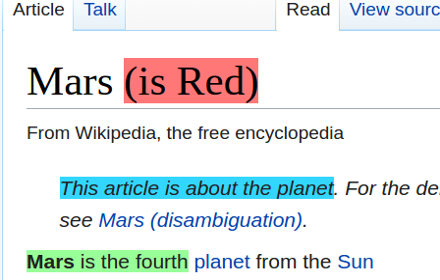 Article Talk Read View sourc
Mars (is Red)
From Wikipedia, the free encyclopedia
This article is about the planet. For the de
see Mars (disambiguation).
Mars is the fourth planet from the Sun